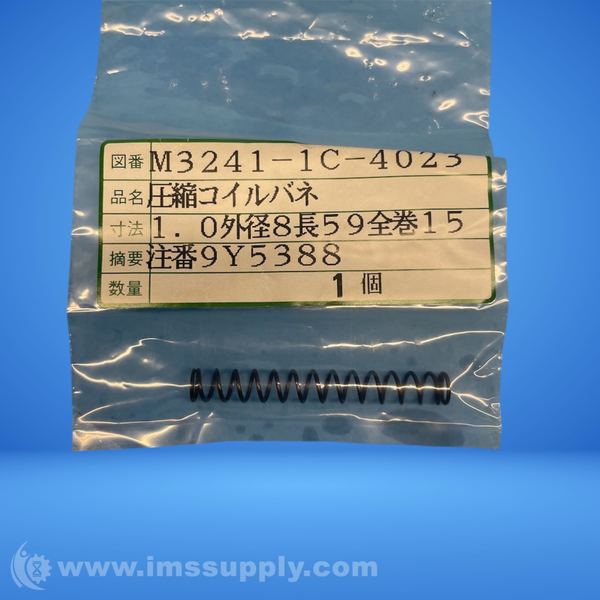 図番 M3241-1C-4023
品名 圧縮コイルバネ
寸法 1.0外径8長59全巻15
摘要 注番9Y5388
数量 1個
www.imssupply.com